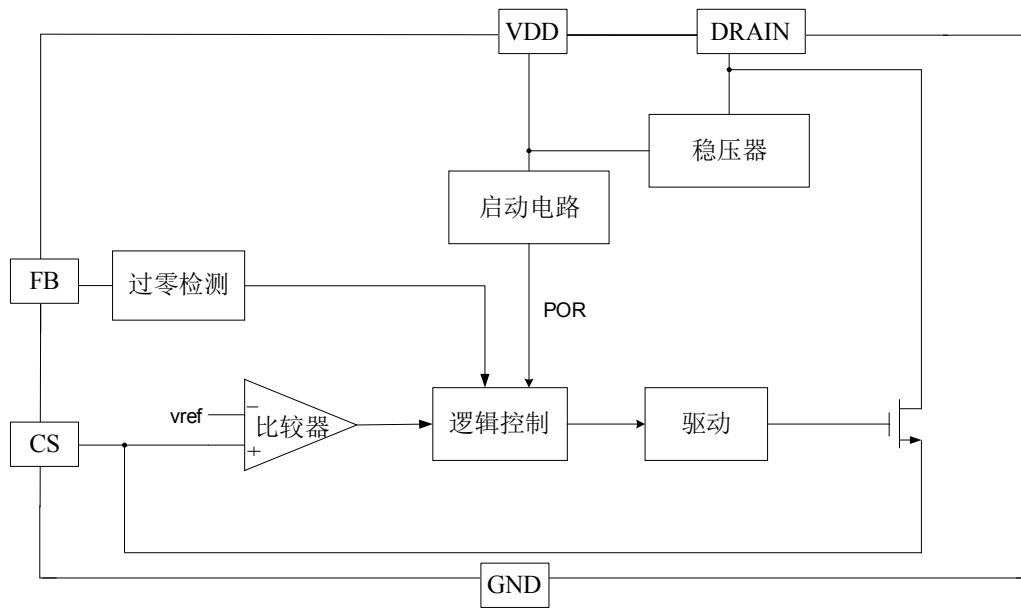 VDD
DRAIN
稳压器
启动电路
FB
过零检测
POR
vref
CS
−
+
比较器
逻辑控制
驱动
GND